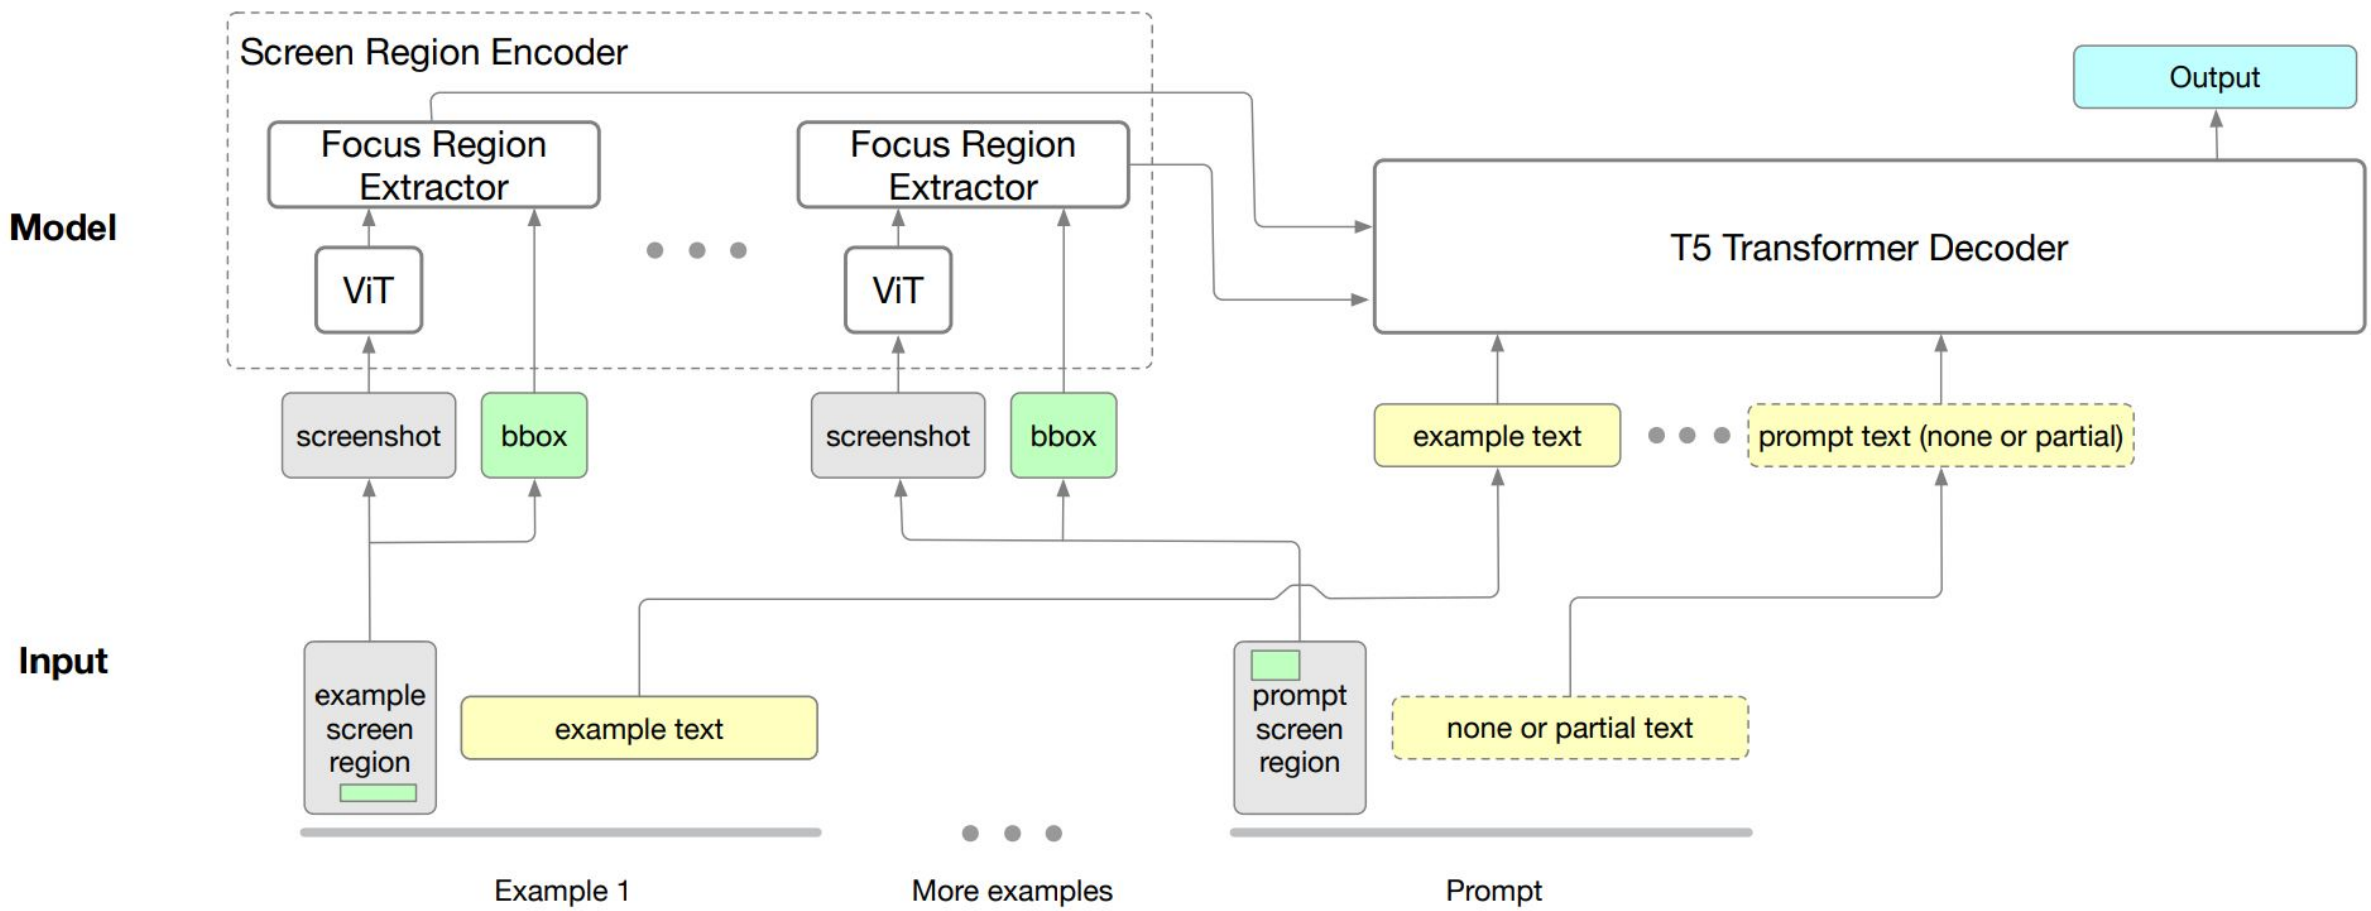 Screen Region Encoder
Output
Focus Region
Extractor
Focus Region
Extractor
Model
T5 Transformer Decoder
ViT
ViT
screenshot
bbox
screenshot
bbox
example text
prompt text (none or partial)
Input
example
screen
region
example text
prompt
screen
region
none or partial text
Example 1
More examples
Prompt